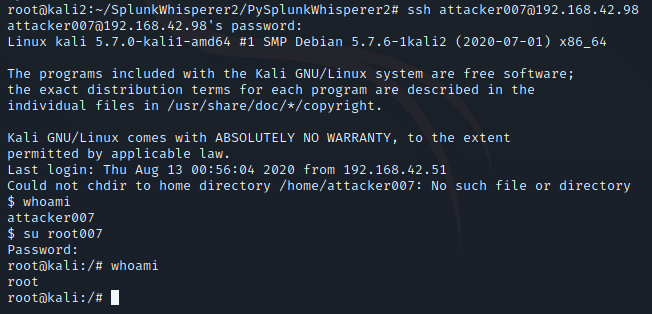 root@kali2:~/SplunkWhisperer2/PySplunkWhisperer2# ssh attacker007@192.168.42.98
attacker007@192.168.42.98's password:
Linux kali 5.7.0-kali1-amd64 #1 SMP Debian 5.7.6-1kali2 (2020-07-01) x86_64

The programs included with the Kali GNU/Linux system are free software;
the exact distribution terms for each program are described in the
individual files in /usr/share/doc/*/copyright.

Kali GNU/Linux comes with ABSOLUTELY NO WARRANTY, to the extent
permitted by applicable law.
Last login: Thu Aug 13 00:56:04 2020 from 192.168.42.51
Could not chdir to home directory /home/attacker007: No such file or directory
$ whoami
attacker007
$ su root007
Password:
root@kali:/# whoami
root
root@kali:/#